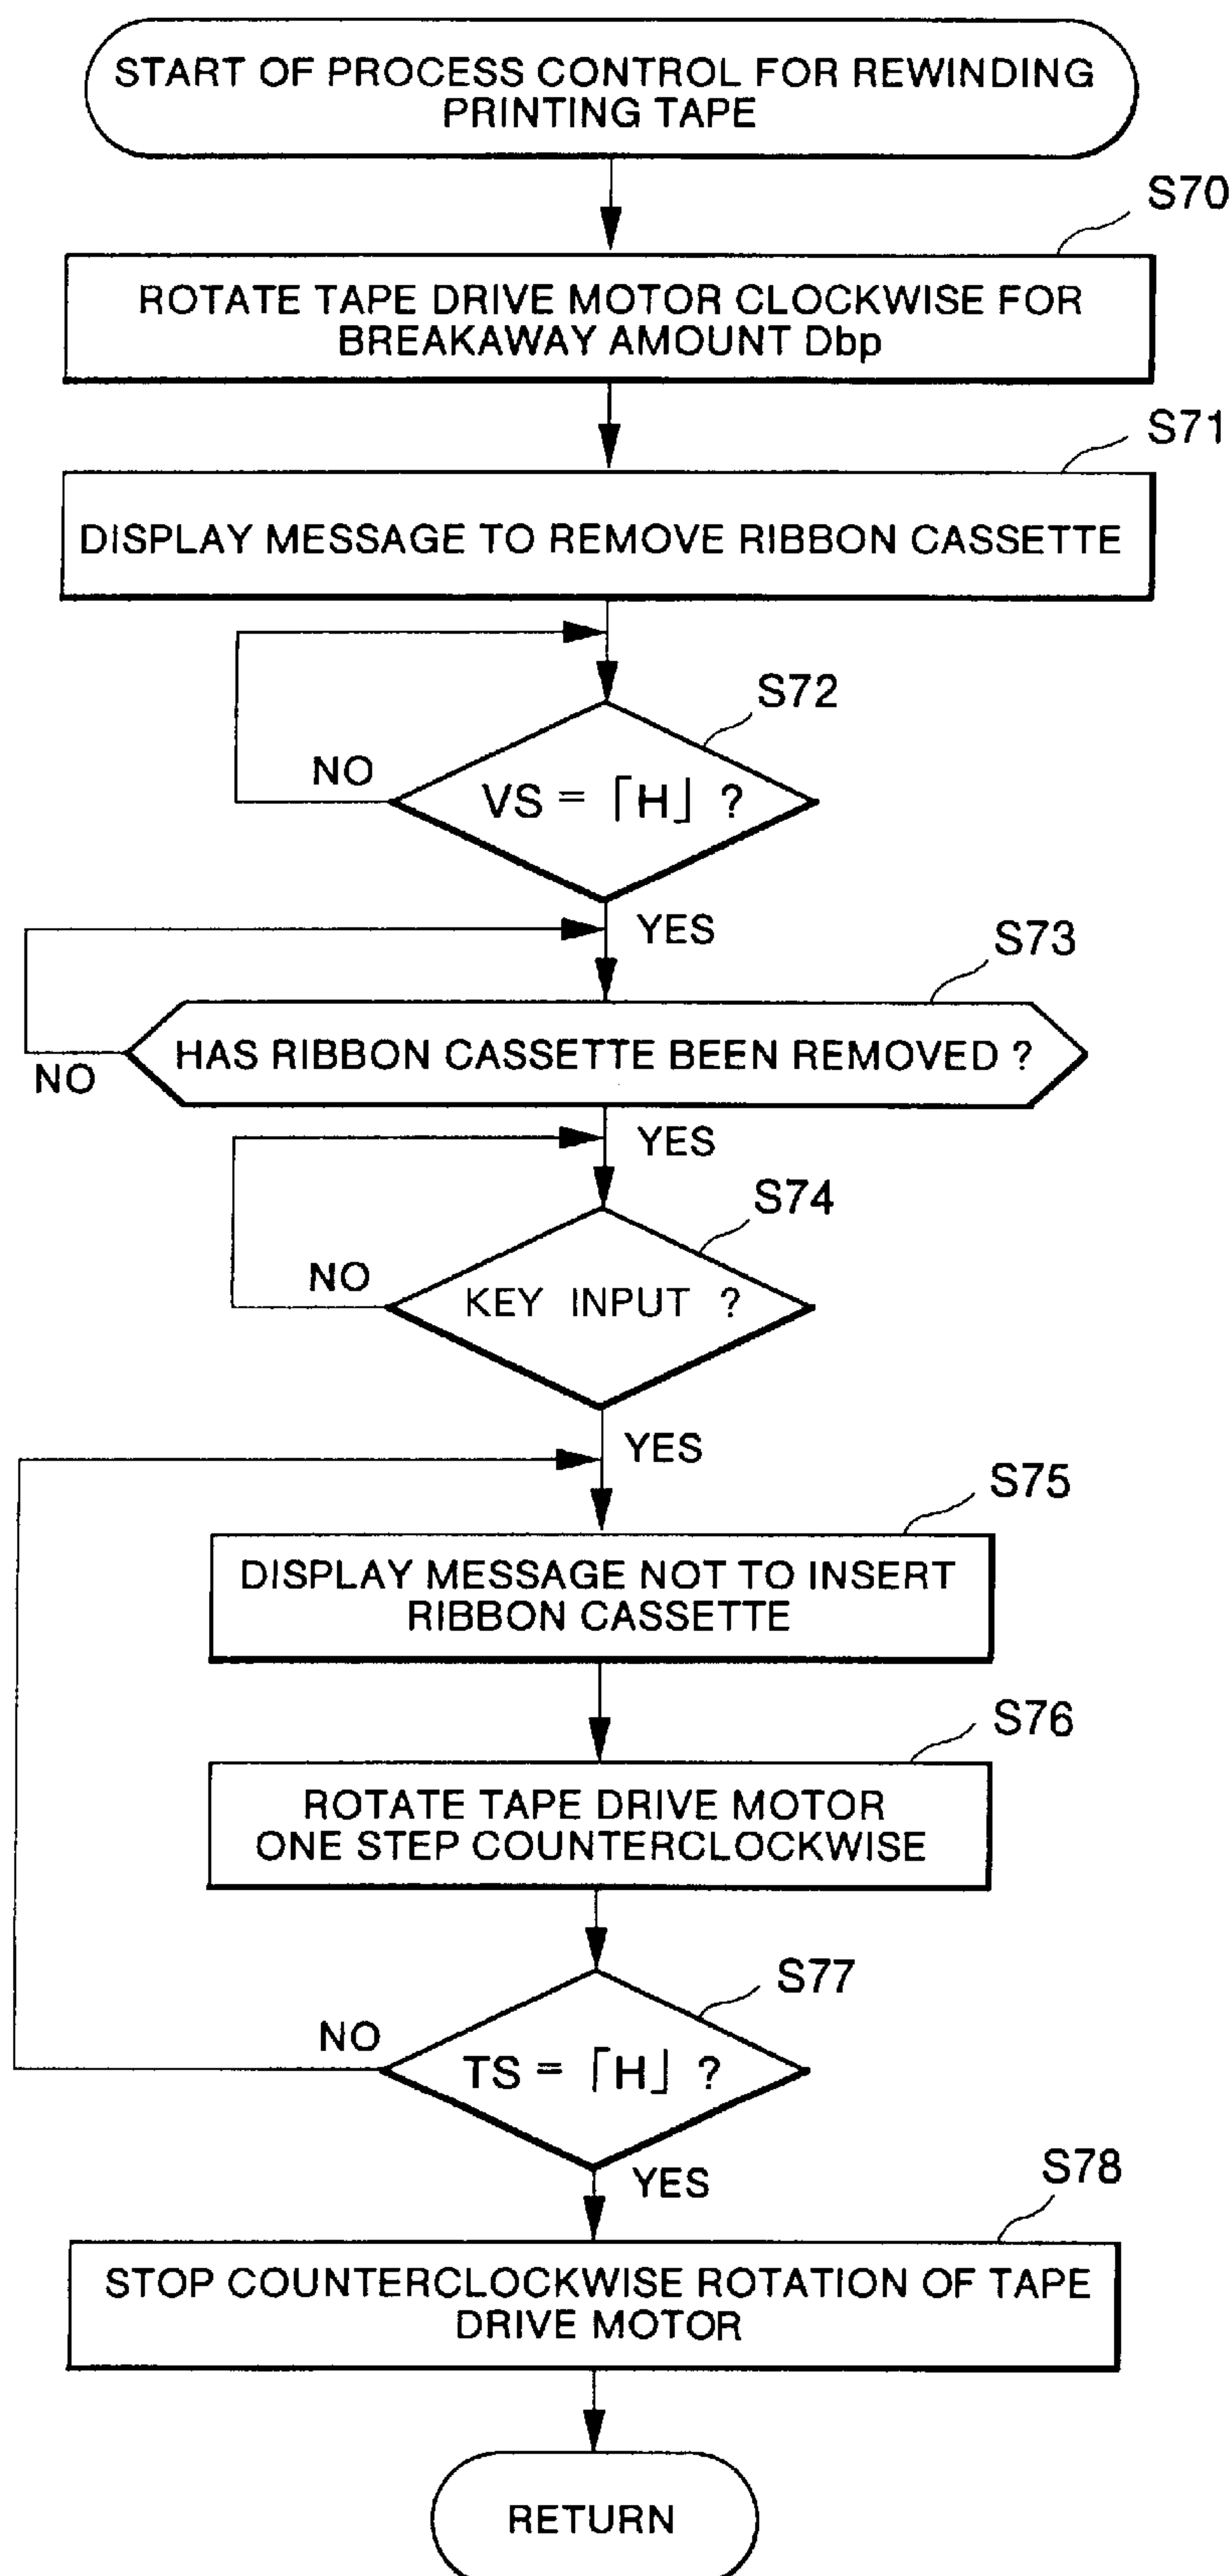 START OF PROCESS CONTROL FOR REWINDING
PRINTING TAPE
S70
ROTATE TAPE DRIVE MOTOR CLOCKWISE FOR
BREAKAWAY AMOUNT Dbp
S71
DISPLAY MESSAGE TO REMOVE RIBBON CASSETTE
S72
NO
VS = ⌈H⌋ ?
YES
S73
HAS RIBBON CASSETTE BEEN REMOVED ?
NO
YES
S74
NO
KEY INPUT ?
YES
S75
DISPLAY MESSAGE NOT TO INSERT
RIBBON CASSETTE
S76
ROTATE TAPE DRIVE MOTOR
ONE STEP COUNTERCLOCKWISE
S77
NO
TS = ⌈H⌋ ?
YES
S78
STOP COUNTERCLOCKWISE ROTATION OF TAPE
DRIVE MOTOR
RETURN